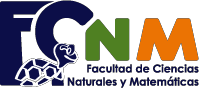 FCNM
Facultad de Ciencias
Naturales y Matemáticas